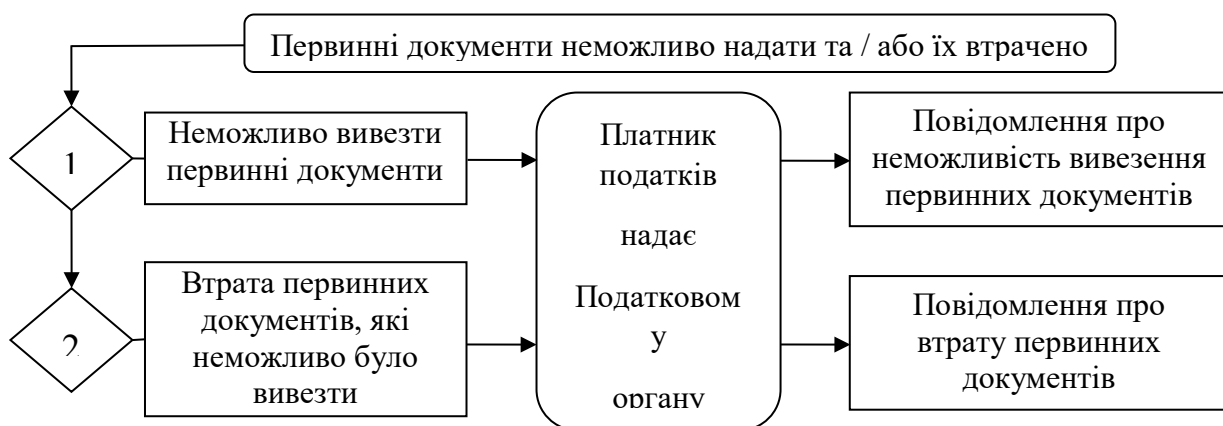 Первинні документи неможливо надати та / або їх втрачено
1
Неможливо вивезти
первинні документи
Платник
податків
надає
Податковом
у
органу
Повідомлення про
неможливість вивезення
первинних документів
2
Втрата первинних
документів, які
неможливо було
вивезти
Повідомлення про
втрату первинних
документів